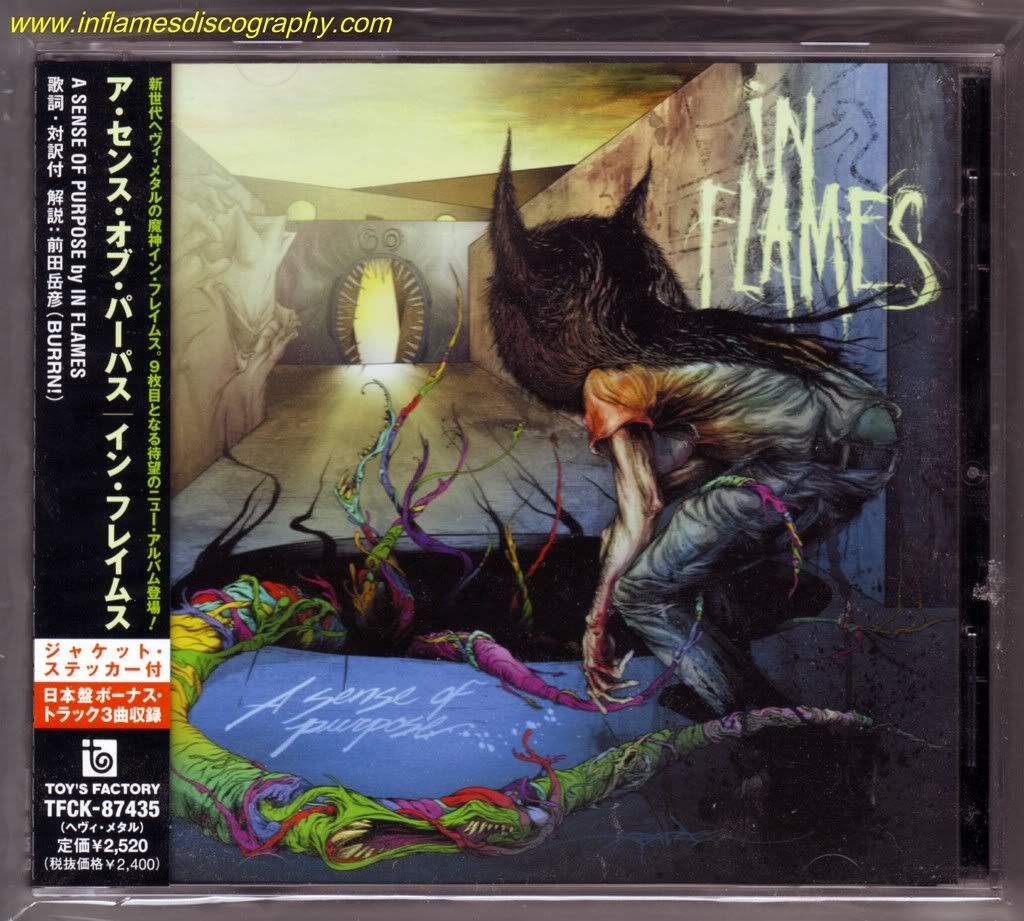 www.inflamesdiscography.com
新世代ヘヴィ・メタルの魔神イン・フレイムス。9枚目となる待望のニュー・アルバム登場!
ア・センス・オブ・パーパス|イン・フレイムス
A SENSE OF PURPOSE by IN FLAMES
歌詞・対訳付 解説:前田岳彦(BURRN!)
ジャケット・
ステッカー付
日本盤ボーナス・
トラック3曲収録
TOY'S FACTORY
TFCK-87435
(ヘヴィ・メタル)
定価¥2,520
(税抜価格¥2,400)
iN
FLAMES
A sense of
purpose